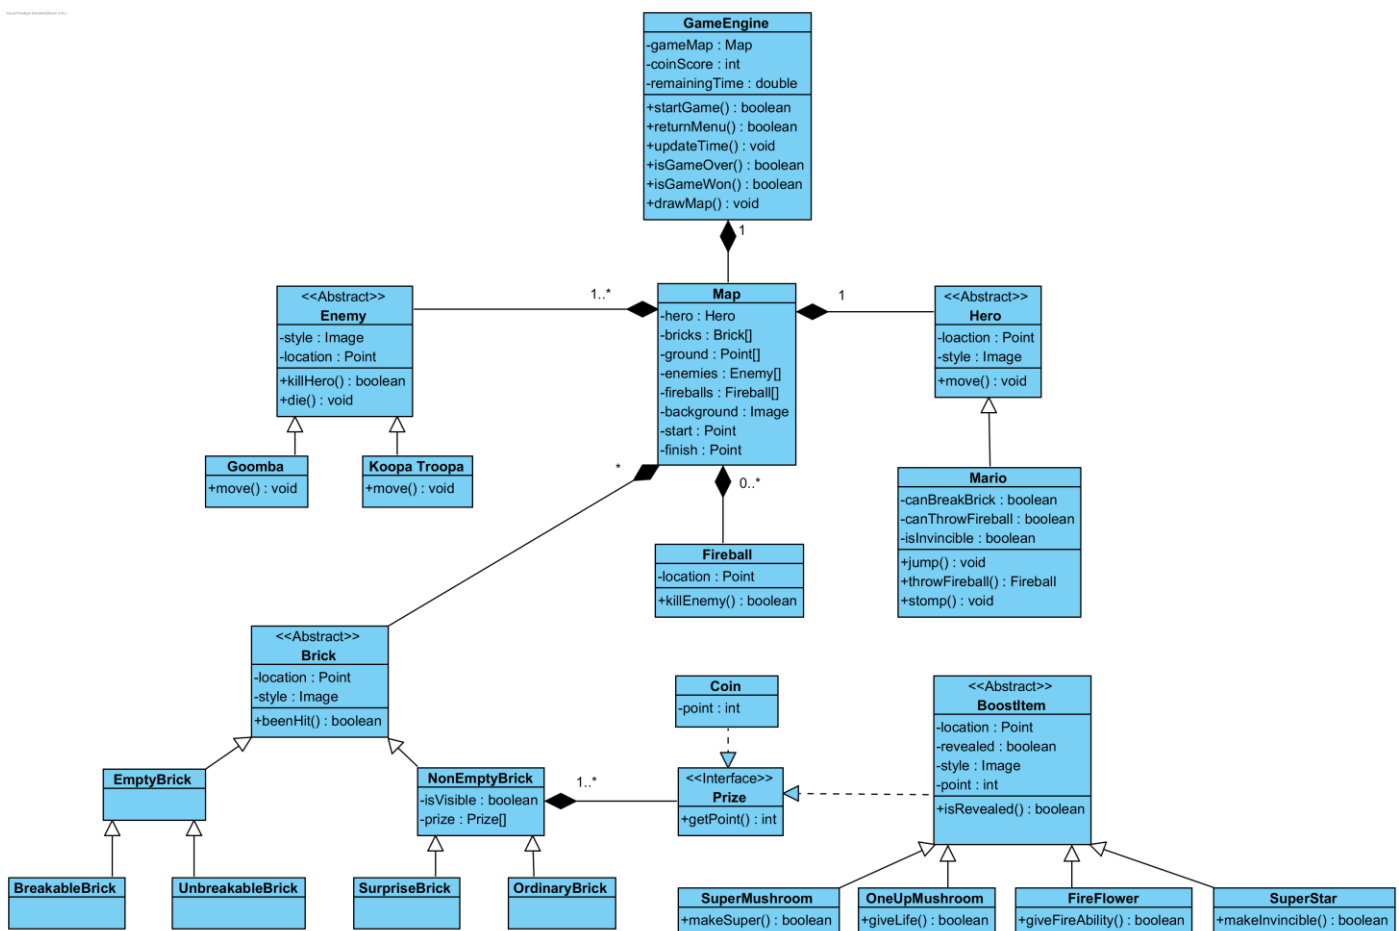 GameEngine
-gameMap : Map
-coinScore : int
-remainingTime : double
+startGame() : boolean
+returnMenu() : boolean
+updateTime() : void
+isGameOver() : boolean
+isGameWon() : boolean
+drawMap() : void
1
<<Abstract>>
Enemy
-style : Image
-location : Point
+killHero() : boolean
+die() : void
1..*
Map
-hero : Hero
-bricks : Brick[]
-ground : Point[]
-enemies : Enemy[]
-fireballs : Fireball[]
-background : Image
-start : Point
-finish : Point
1
<<Abstract>>
Hero
-loaction : Point
-style : Image
+move() : void
Goomba
+move() : void
Koopa Troopa
+move() : void
*
0..*
Mario
-canBreakBrick : boolean
-canThrowFireball : boolean
-isInvincible : boolean
+jump() : void
+throwFireball() : Fireball
+stomp() : void
Fireball
-location : Point
+killEnemy() : boolean
<<Abstract>>
Brick
-location : Point
-style : Image
+beenHit() : boolean
Coin
-point : int
<<Abstract>>
BoostItem
-location : Point
-revealed : boolean
-style : Image
-point : int
+isRevealed() : boolean
EmptyBrick
NonEmptyBrick
-isVisible : boolean
-prize : Prize[]
1..*
<<Interface>>
Prize
+getPoint() : int
BreakableBrick
UnbreakableBrick
SurpriseBrick
OrdinaryBrick
SuperMushroom
+makeSuper() : boolean
OneUpMushroom
+giveLife() : boolean
FireFlower
+giveFireAbility() : boolean
SuperStar
+makeInvincible() : boolean